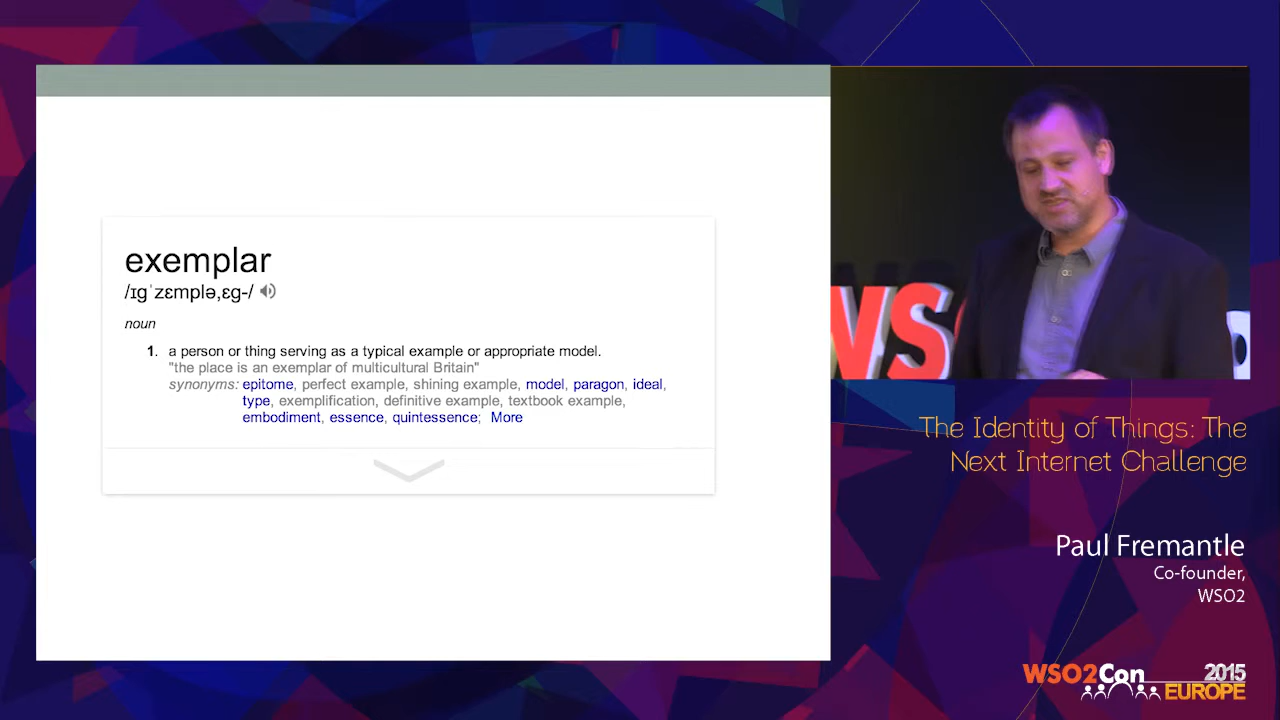 exemplar
/ɪɡˈzɛmplə,ɛɡ-/
noun
1. a person or thing serving as a typical example or appropriate model.
"the place is an exemplar of multicultural Britain"
synonyms: epitome, perfect example, shining example, model, paragon, ideal,
type, exemplification, definitive example, textbook example,
embodiment, essence, quintessence; More
WS
The Identity of Things: The
Next Internet Challenge
Paul Fremantle
Co-founder,
WSO2
WSO2Con 2015
EUROPE